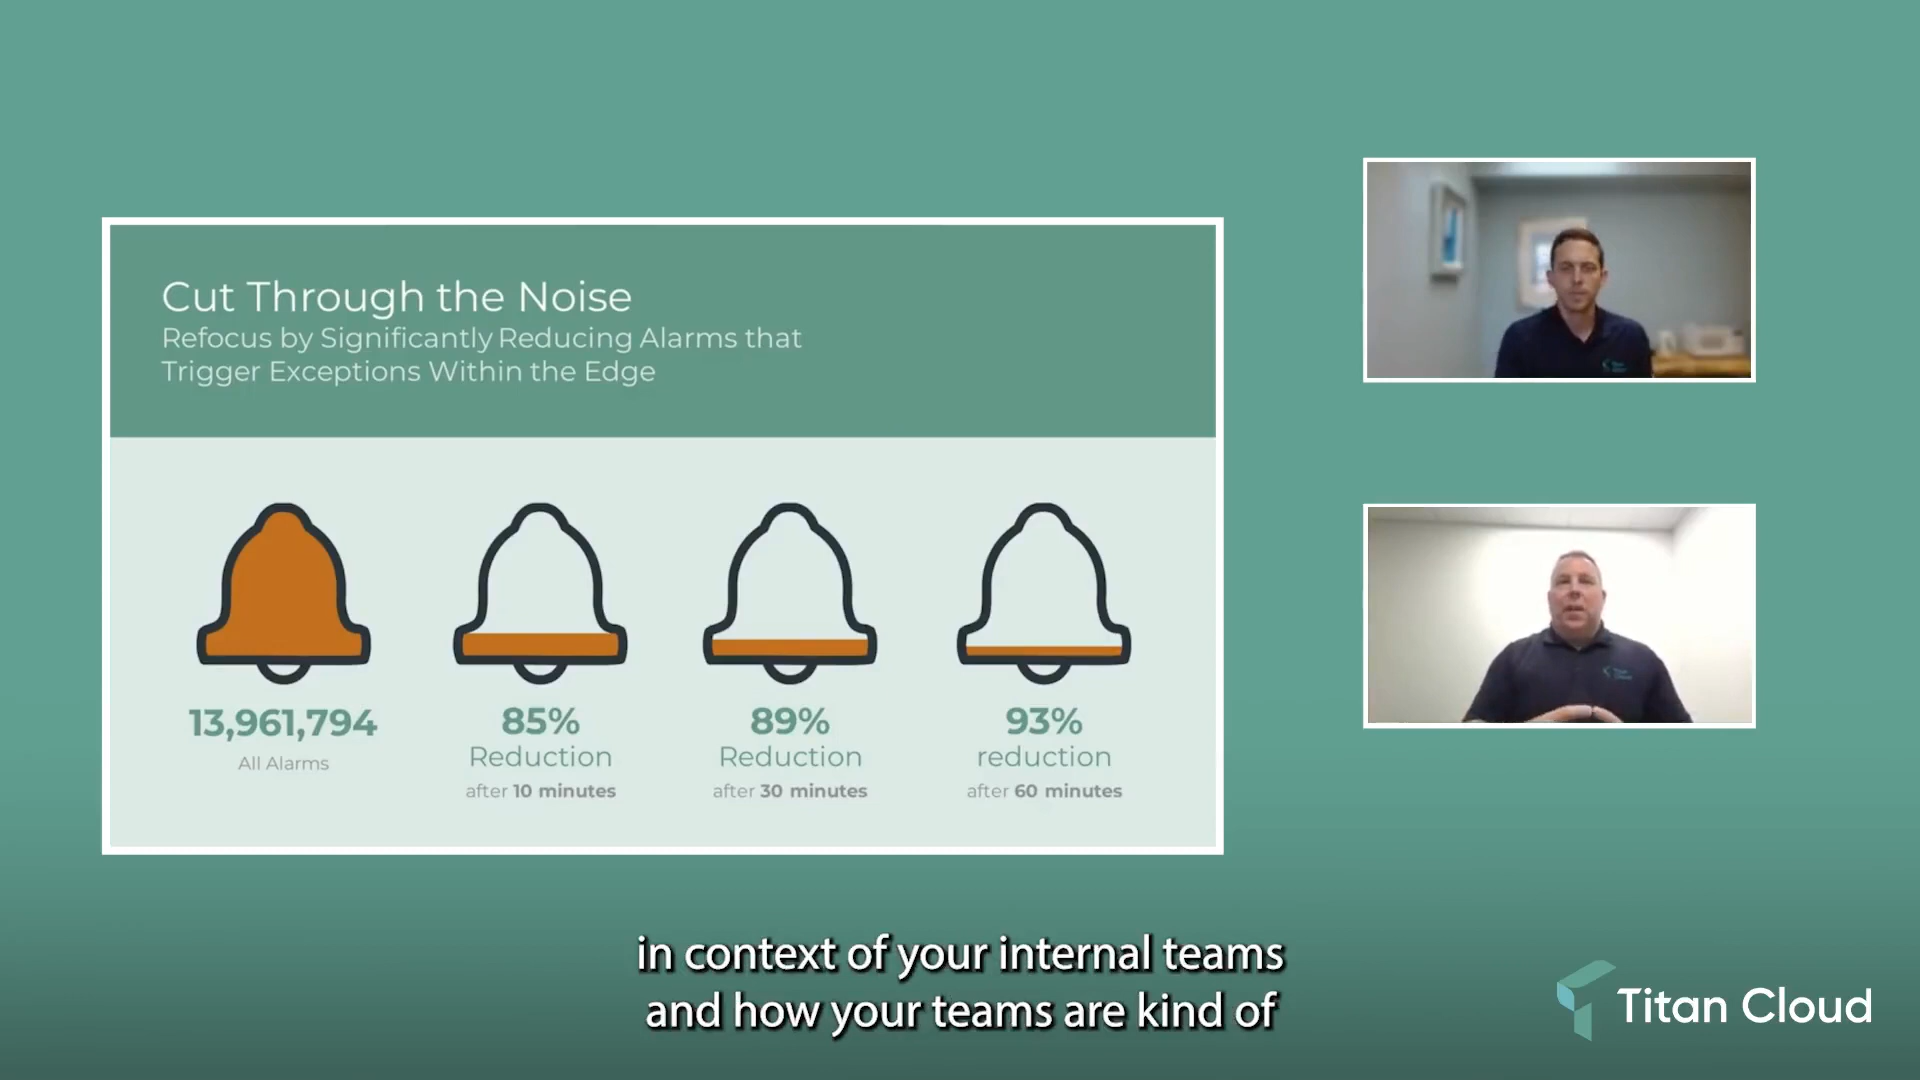 Cut Through the Noise
Refocus by Significantly Reducing Alarms that
Trigger Exceptions Within the Edge
13,961,794
All Alarms
85%
Reduction
after 10 minutes
89%
Reduction
after 30 minutes
93%
reduction
after 60 minutes
in context of your internal teams
and how your teams are kind of
Titan Cloud